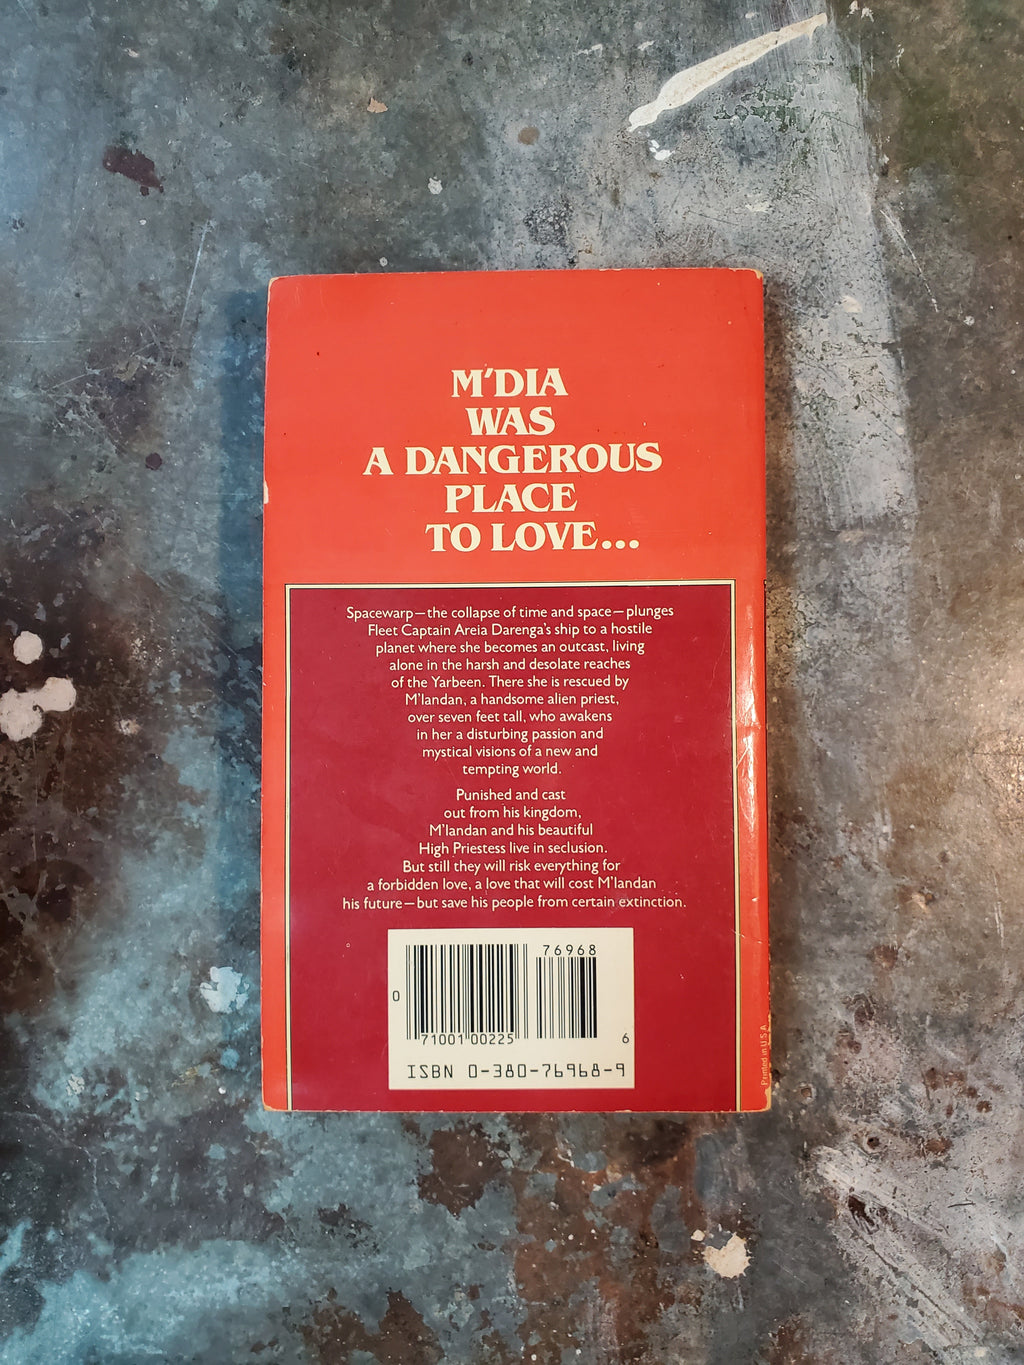 M'DIA
WAS
A DANGEROUS
PLACE
TO LOVE...
Spacewarp—the collapse of time and space—plunges
Fleet Captain Areia Darenga's ship to a hostile
planet where she becomes an outcast, living
alone in the harsh and desolate reaches
of the Yarbeen. There she is rescued by
M'landan, a handsome alien priest,
over seven feet tall, who awakens
in her a disturbing passion and
mystical visions of a new and
tempting world.
Punished and cast
out from his kingdom,
M'landan and his beautiful
High Priestess live in seclusion.
But still they will risk everything for
a forbidden love, a love that will cost M'landan
his future—but save his people from certain extinction.
76968
0
71001 00225
6
ISBN 0-380-76968-9
Printed in U.S.A.